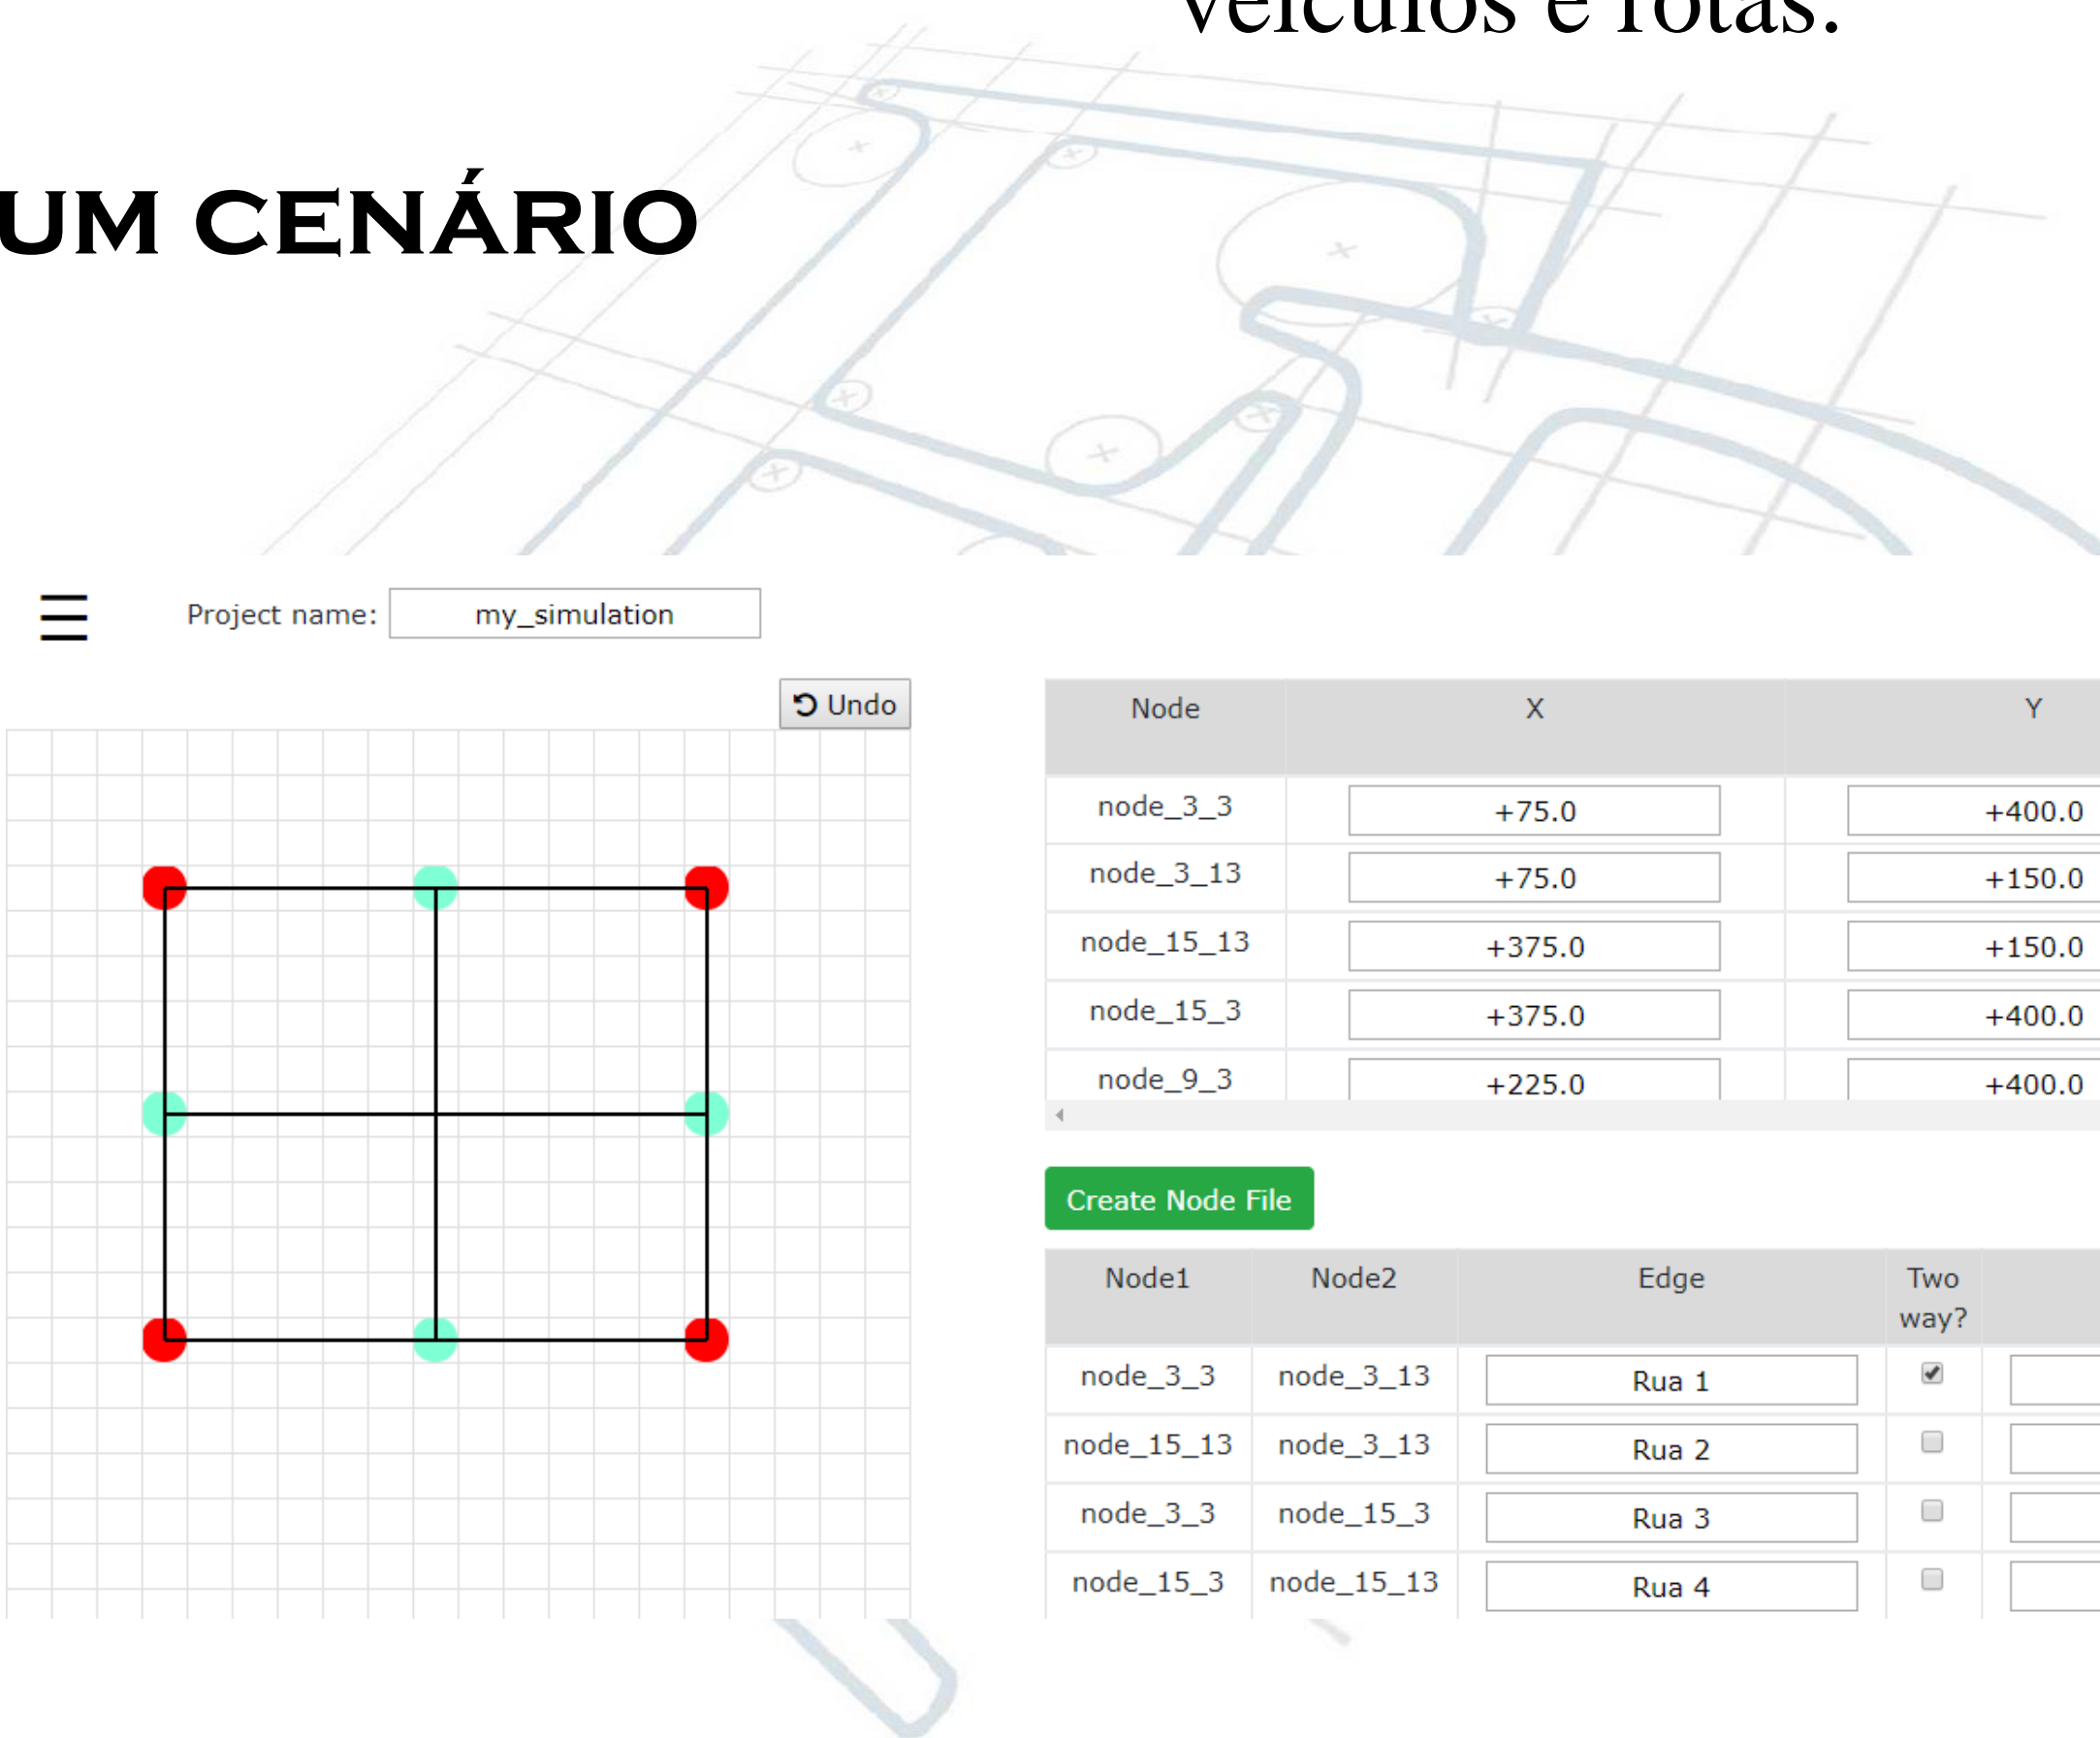 veículos e rotas.
UM CENÁRIO
Project name: my_simulation
Undo
Node X Y
node_3_3 +75.0 +400.0
node_3_13 +75.0 +150.0
node_15_13 +375.0 +150.0
node_15_3 +375.0 +400.0
node_9_3 +225.0 +400.0
Create Node File
Node1 Node2 Edge Two way?
node_3_3 node_3_13 Rua 1
node_15_13 node_3_13 Rua 2
node_3_3 node_15_3 Rua 3
node_15_3 node_15_13 Rua 4